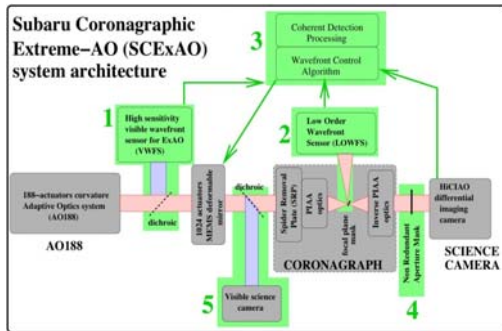 Subaru Coronagraphic
Extreme-AO (SCExAO)
system architecture
3
Coherent Detection
Processing
Wavefront Control
Algorithm
1
High sensitivity
visible wavefront
sensor for ExAO
(VWFS)
2
Low Order
Wavefront
Sensor (LOWFS)
188-actuators curvature
Adaptive Optics system
(AO188)
AO188
dichroic
1024 actuators
MEMS deformable
mirror
dichroic
Spider Removal
Plate (SRP)
PIAA
optics
focal plane
mask
Inverse PIAA
optics
CORONAGRAPH
Non Redundant
Aperture Mask
4
HiCIAO
differential
imaging
camera
SCIENCE
CAMERA
5
Visible science
camera